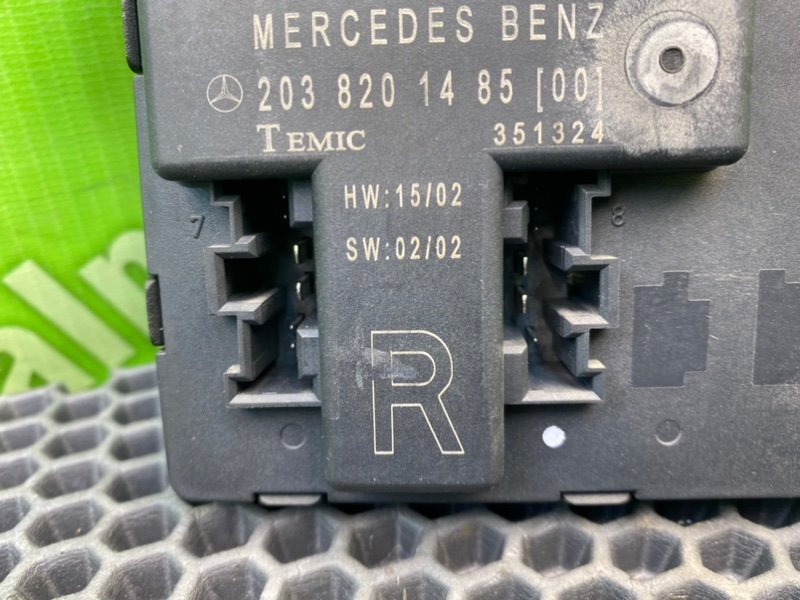 MERCEDES BENZ
203 820 14 85 [00]
TEMIC 351324
HW:15/02
7 8
SW:02/02
R